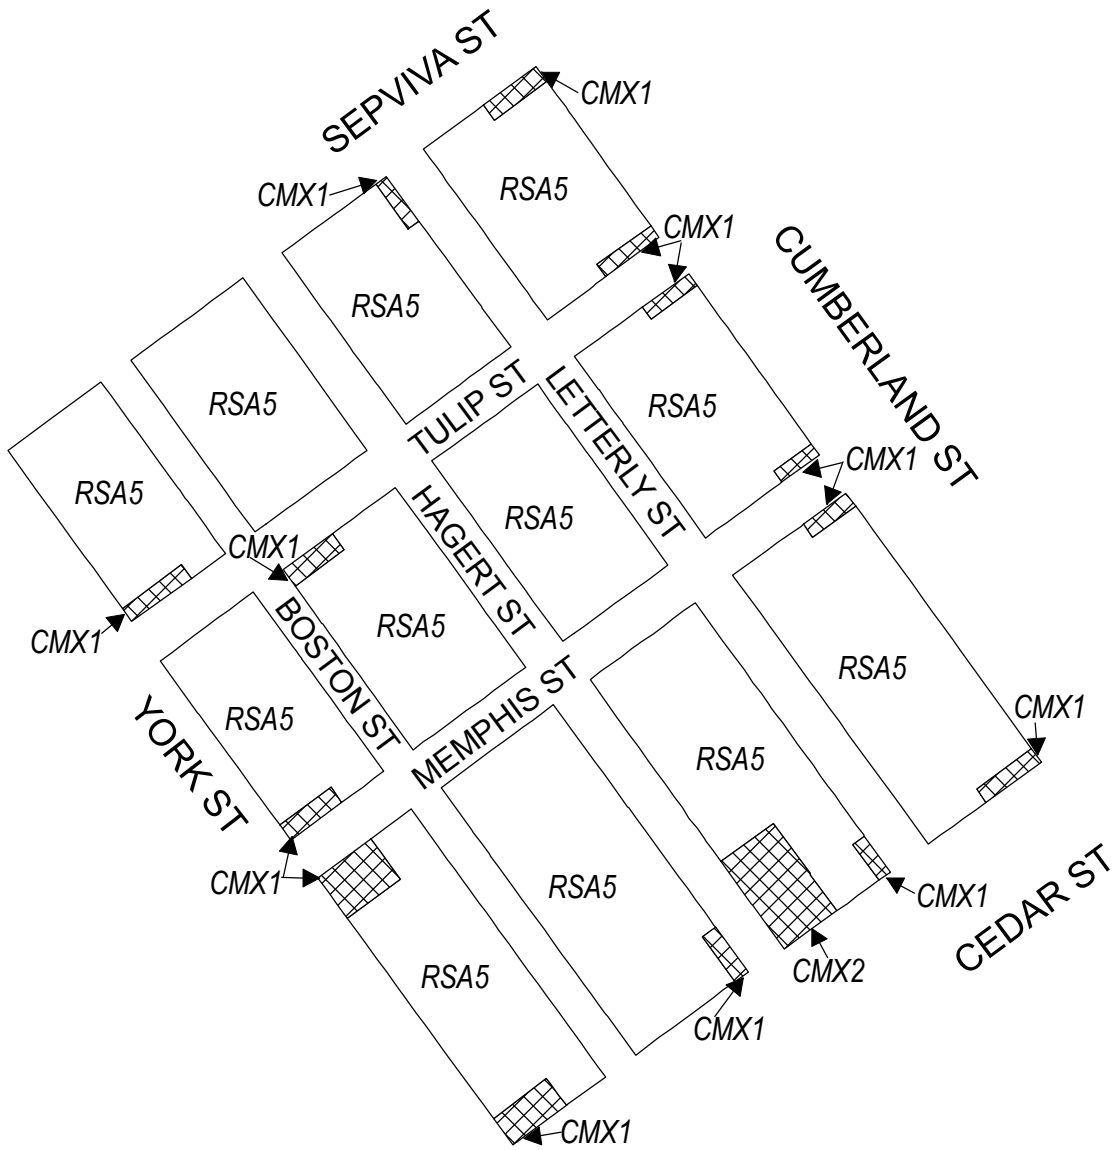 SEPVIVA ST
CMX1
RSA5
CMX1
CMX1
CUMBERLAND ST
RSA5
RSA5
RSA5
TULIP ST
LETTERLY ST
CMX1
RSA5
HAGERT ST
RSA5
CMX1
CMX1
BOSTON ST
RSA5
RSA5
MEMPHIS ST
YORK ST
RSA5
RSA5
CMX1
CMX1
RSA5
CMX1
CEDAR ST
RSA5
CMX2
CMX1
CMX1